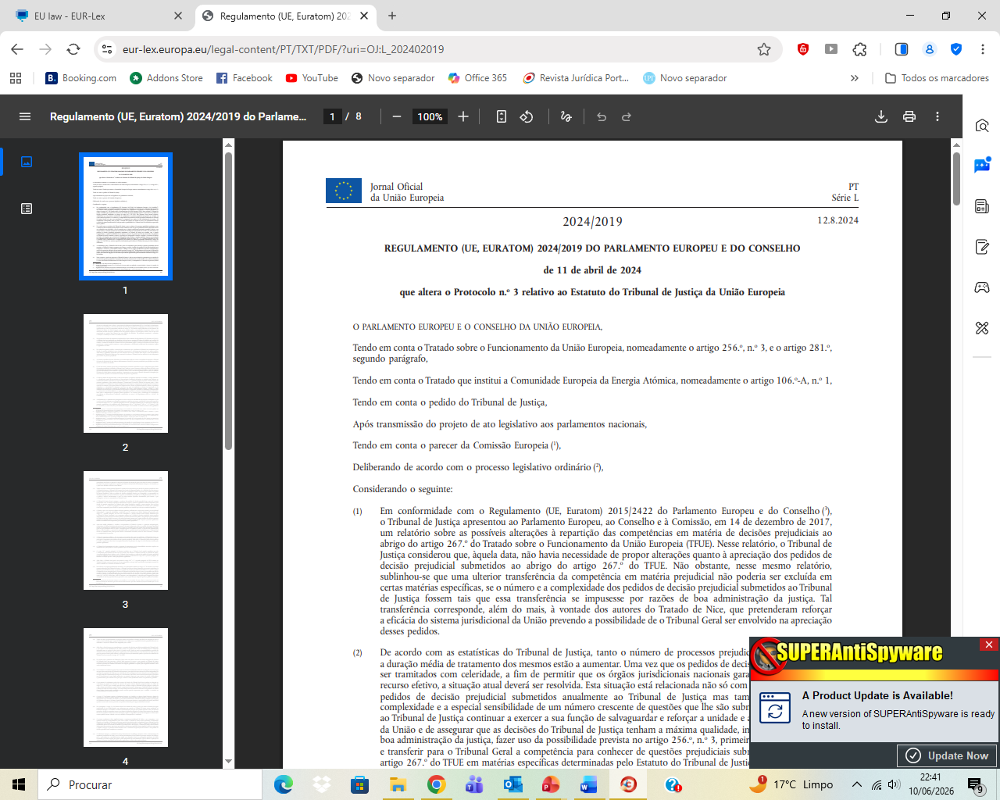 EU law - EUR-Lex
Regulamento (UE, Euratom) 202
eur-lex.europa.eu/legal-content/PT/TXT/PDF/?uri=OJ:L_202402019
Booking.com
Addons Store
Facebook
YouTube
Novo separador
Office 365
Revista Jurídica Port...
Novo separador
Todos os marcadores
Regulamento (UE, Euratom) 2024/2019 do Parlame...
1 / 8
100%
1
2
3
4
Jornal Oficial
da União Europeia
PT
Série L
2024/2019
12.8.2024
REGULAMENTO (UE, EURATOM) 2024/2019 DO PARLAMENTO EUROPEU E DO CONSELHO
de 11 de abril de 2024
que altera o Protocolo n.º 3 relativo ao Estatuto do Tribunal de Justiça da União Europeia
O PARLAMENTO EUROPEU E O CONSELHO DA UNIÃO EUROPEIA,
Tendo em conta o Tratado sobre o Funcionamento da União Europeia, nomeadamente o artigo 256.º, n.º 3, e o artigo 281.º,
segundo parágrafo,
Tendo em conta o Tratado que institui a Comunidade Europeia da Energia Atómica, nomeadamente o artigo 106.º-A, n.º 1,
Tendo em conta o pedido do Tribunal de Justiça,
Após transmissão do projeto de ato legislativo aos parlamentos nacionais,
Tendo em conta o parecer da Comissão Europeia (¹),
Deliberando de acordo com o processo legislativo ordinário (²),
Considerando o seguinte:
(1) Em conformidade com o Regulamento (UE, Euratom) 2015/2422 do Parlamento Europeu e do Conselho (³),
o Tribunal de Justiça apresentou ao Parlamento Europeu, ao Conselho e à Comissão, em 14 de dezembro de 2017,
um relatório sobre as possíveis alterações à repartição das competências em matéria de decisões prejudiciais ao
abrigo do artigo 267.º do Tratado sobre o Funcionamento da União Europeia (TFUE). Nesse relatório, o Tribunal de
Justiça considerou que, àquela data, não havia necessidade de propor alterações quanto à apreciação dos pedidos de
decisão prejudicial submetidos ao abrigo do artigo 267.º do TFUE. Não obstante, nesse mesmo relatório,
sublinhou-se que uma ulterior transferência da competência em matéria prejudicial não poderia ser excluída em
certas matérias específicas, se o número e a complexidade dos pedidos de decisão prejudicial submetidos ao Tribunal
de Justiça fossem tais que essa transferência se impusesse por razões de boa administração da justiça. Tal
transferência corresponde, além do mais, à vontade dos autores do Tratado de Nice, que pretenderam reforçar
a eficácia do sistema jurisdicional da União prevendo a possibilidade de o Tribunal Geral ser envolvido na apreciação
desses pedidos.
(2) De acordo com as estatísticas do Tribunal de Justiça, tanto o número de processos prejudic
a duração média de tratamento dos mesmos estão a aumentar. Uma vez que os pedidos de decis
ser tramitados com celeridade, a fim de permitir que os órgãos jurisdicionais nacionais gara
recurso efetivo, a situação atual deverá ser resolvida. Esta situação está relacionada não só com
pedidos de decisão prejudicial submetidos anualmente ao Tribunal de Justiça mas tam
complexidade e a especial sensibilidade de um número crescente de questões que lhe são subm
ao Tribunal de Justiça continuar a exercer a sua função de salvaguardar e reforçar a unidade e a
da União e de assegurar que as decisões do Tribunal de Justiça tenham a máxima qualidade, in
boa administração da justiça, fazer uso da possibilidade prevista no artigo 256.º, n.º 3, primeir
e transferir para o Tribunal Geral a competência para conhecer de questões prejudiciais subm
artigo 267.º do TFUE em matérias específicas determinadas pelo Estatuto do Tribunal de Justiç
SUPERAntiSpyware
A Product Update is Available!
A new version of SUPERAntiSpyware is ready
to install.
Update Now
Procurar
1
17°C Limpo
22:41
10/06/2026
9